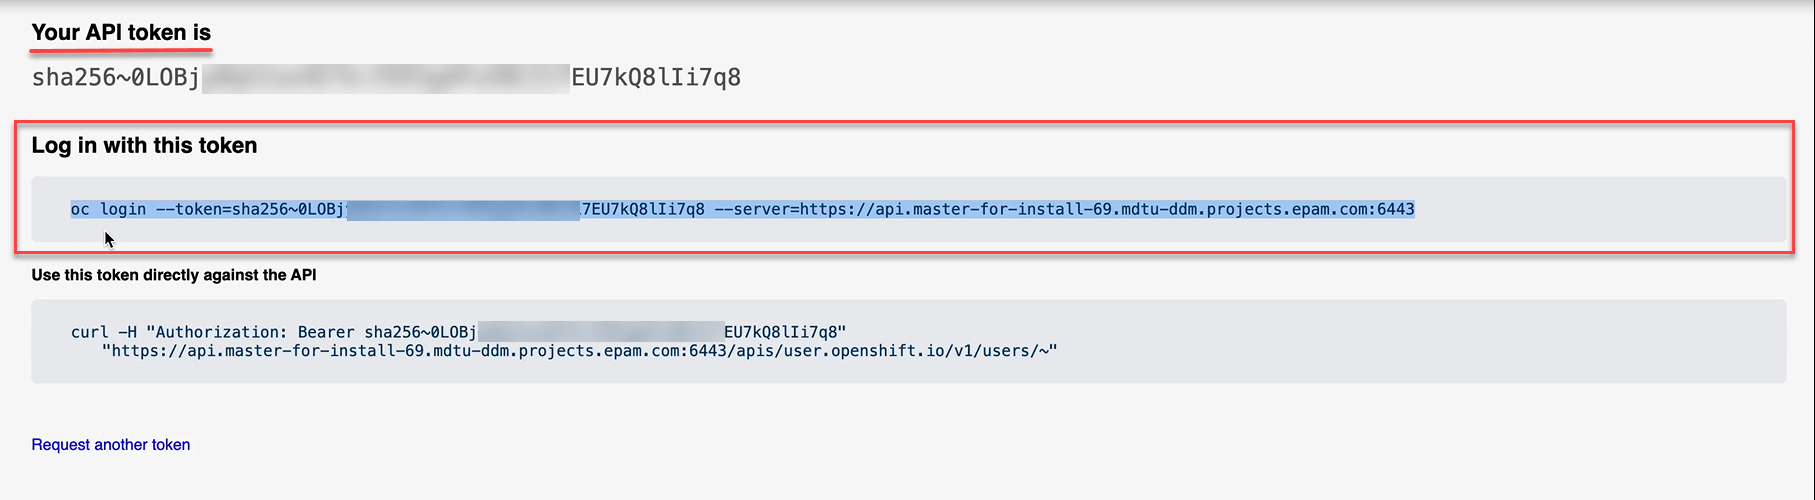 Your API token is
sha256~0LOBj EU7kQ8lIi7q8
Log in with this token
oc login --token=sha256~0LOBj 7EU7kQ8lIi7q8 --server=https://api.master-for-install-69.mdtu-ddm.projects.epam.com:6443
Use this token directly against the API
curl -H "Authorization: Bearer sha256~0LOBj EU7kQ8lIi7q8"
"https://api.master-for-install-69.mdtu-ddm.projects.epam.com:6443/apis/user.openshift.io/v1/users/~"
Request another token